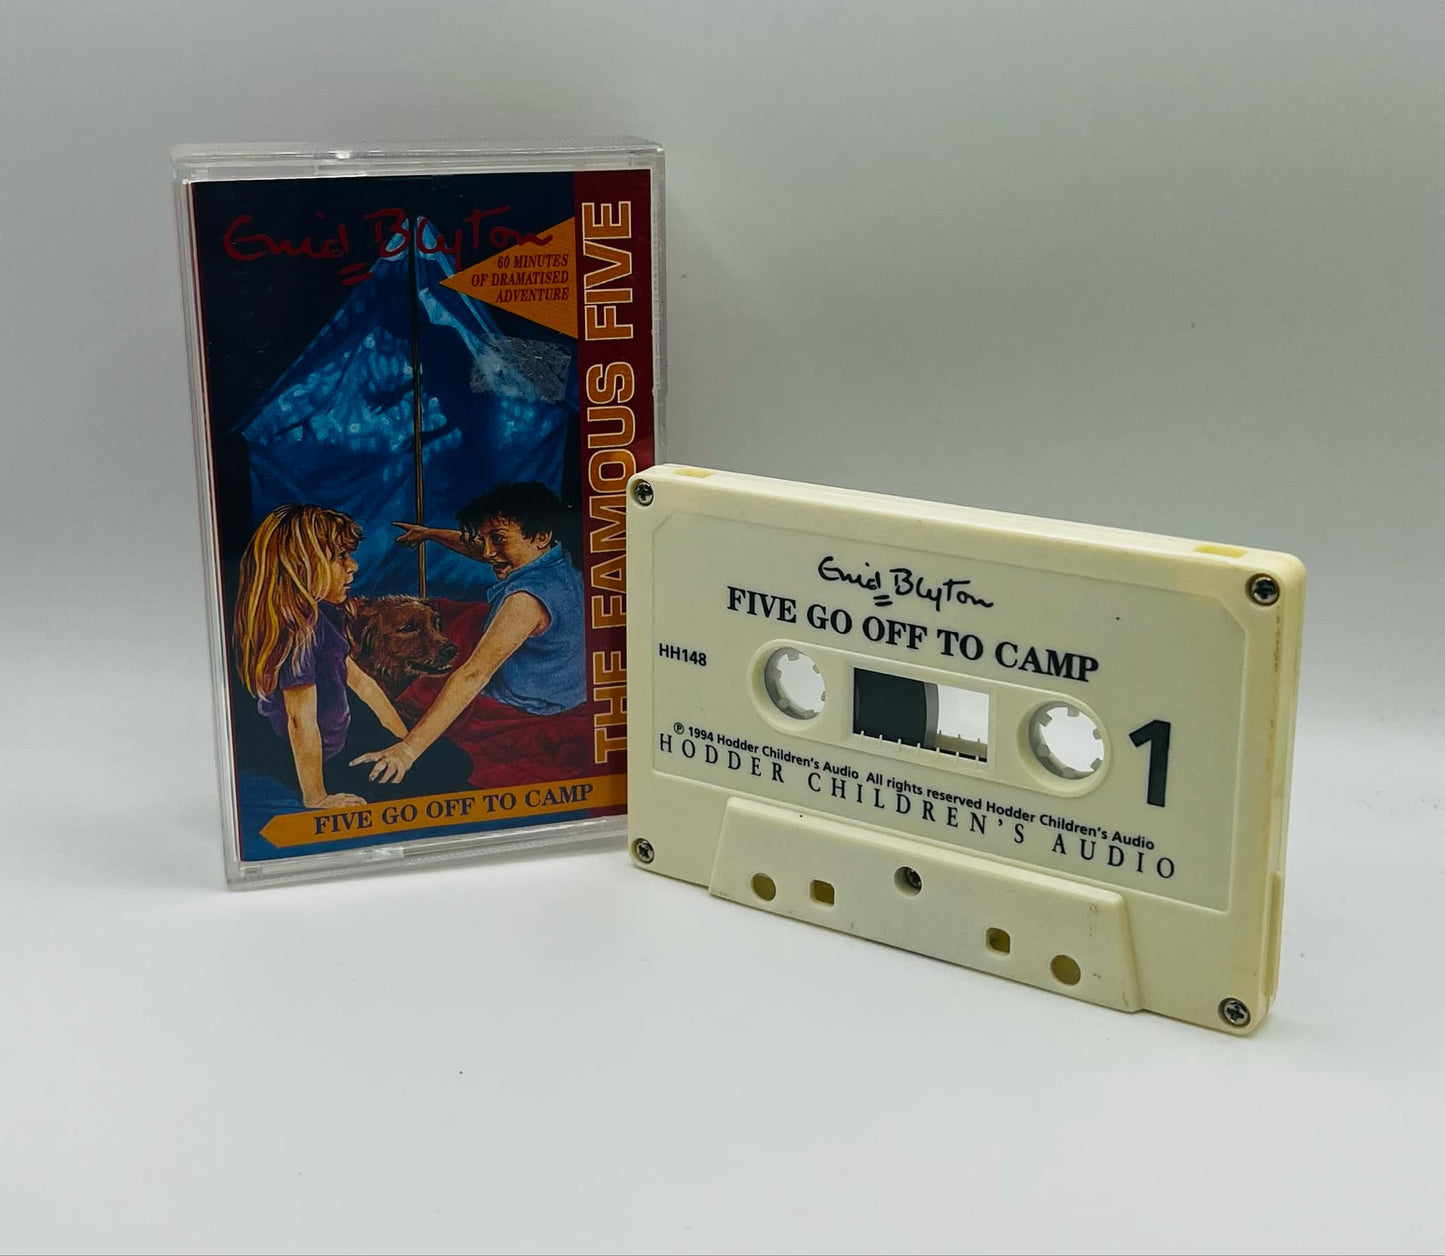 Enid Blyton
60 MINUTES
OF DRAMATISED
ADVENTURE
THE FAMOUS FIVE
FIVE GO OFF TO CAMP
Enid Blyton
FIVE GO OFF TO CAMP
HH148
1
℗ 1994 Hodder Children's Audio All rights reserved Hodder Children's Audio
HODDER CHILDREN'S AUDIO